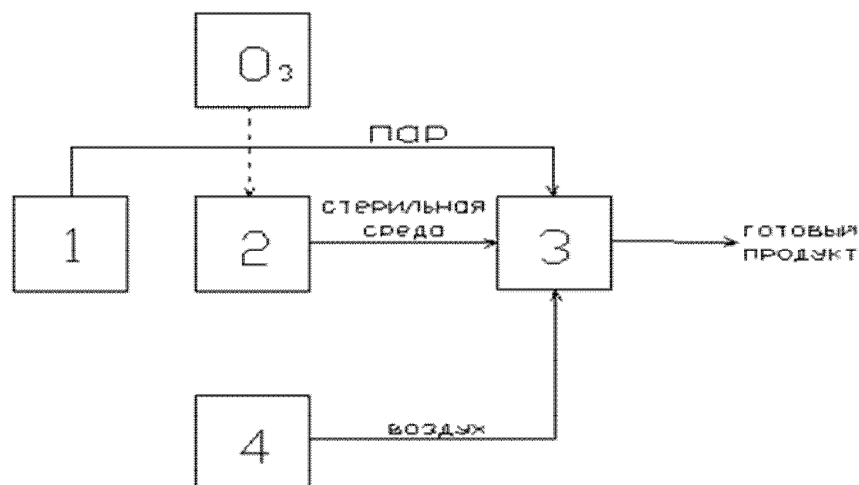 O₃
пар
1
2
стерильная
среда
3
готовый
продукт
4
воздух